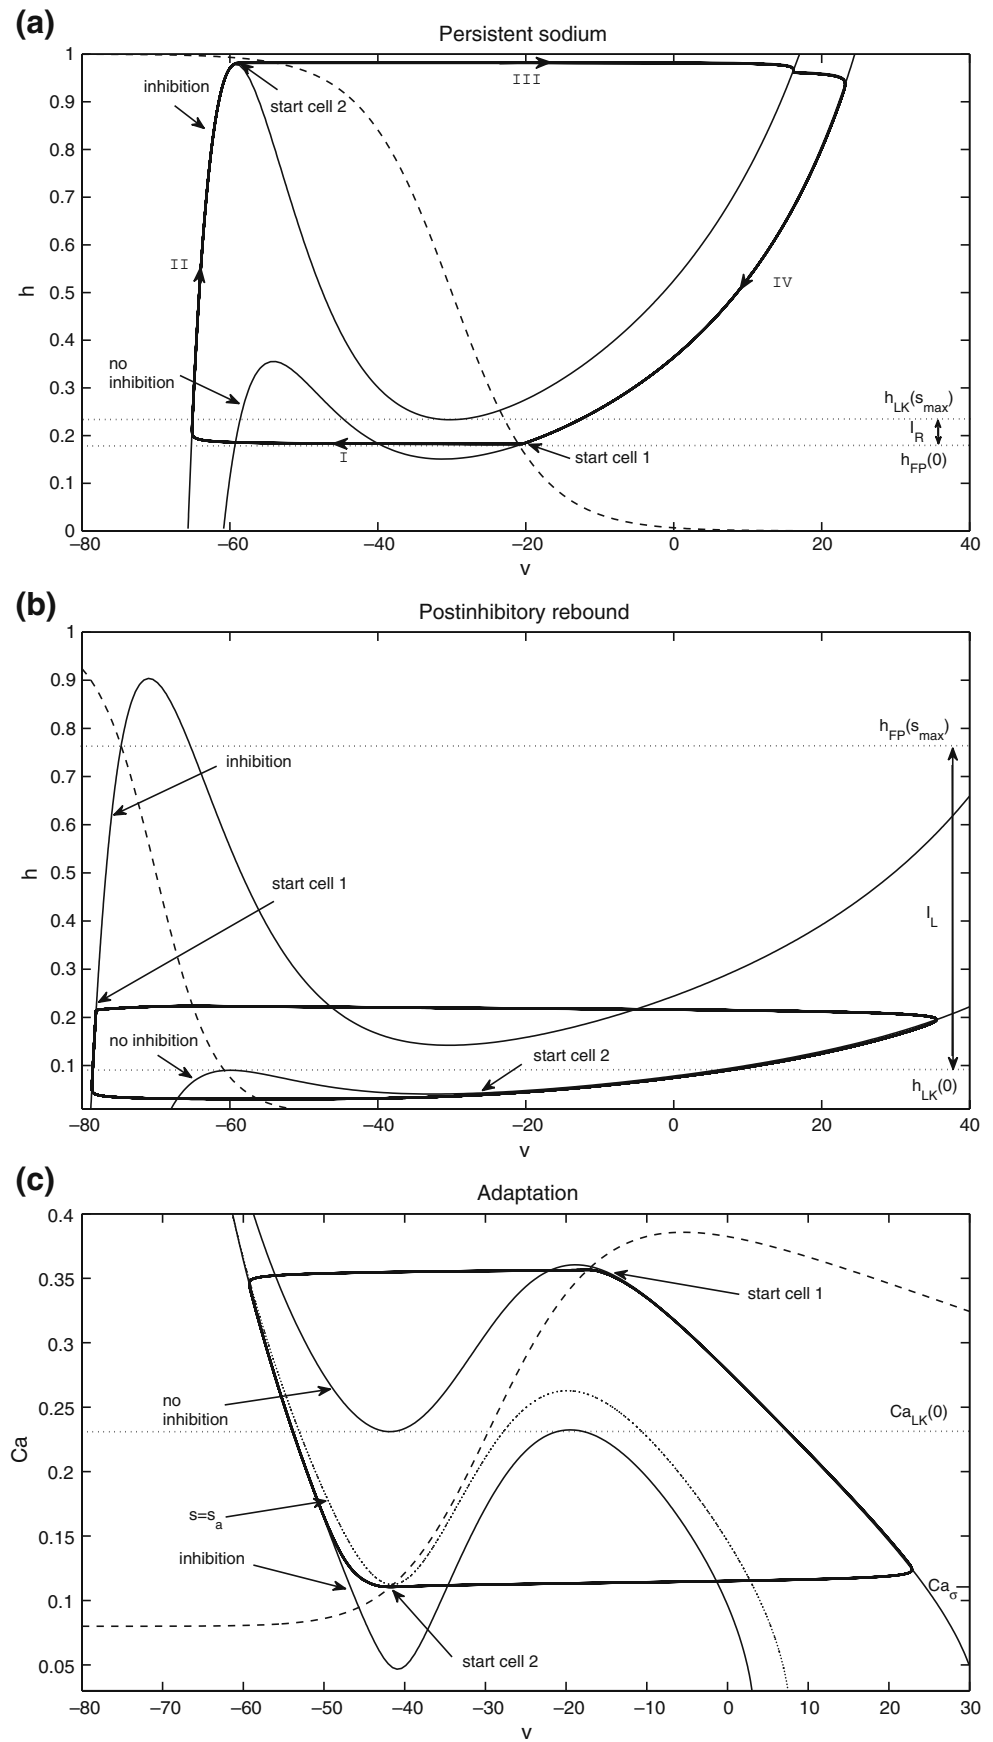 (a)
Persistent sodium
1
0.9
0.8
0.7
0.6
0.5
0.4
0.3
0.2
0.1
0
h
inhibition
start cell 2
III
II
IV
no
inhibition
I
start cell 1
h_LK(s_max)
I_R
h_FP(0)
−80 −60 −40 −20 0 20 40
v
(b)
Postinhibitory rebound
1
0.9
0.8
0.7
0.6
0.5
0.4
0.3
0.2
0.1
h
h_FP(s_max)
inhibition
start cell 1
I_L
no inhibition
start cell 2
h_LK(0)
−80 −60 −40 −20 0 20 40
v
(c)
Adaptation
0.4
0.35
0.3
0.25
0.2
0.15
0.1
0.05
Ca
start cell 1
no
inhibition
Ca_LK(0)
s=s_a
inhibition
Ca_σ
start cell 2
−80 −70 −60 −50 −40 −30 −20 −10 0 10 20 30
v